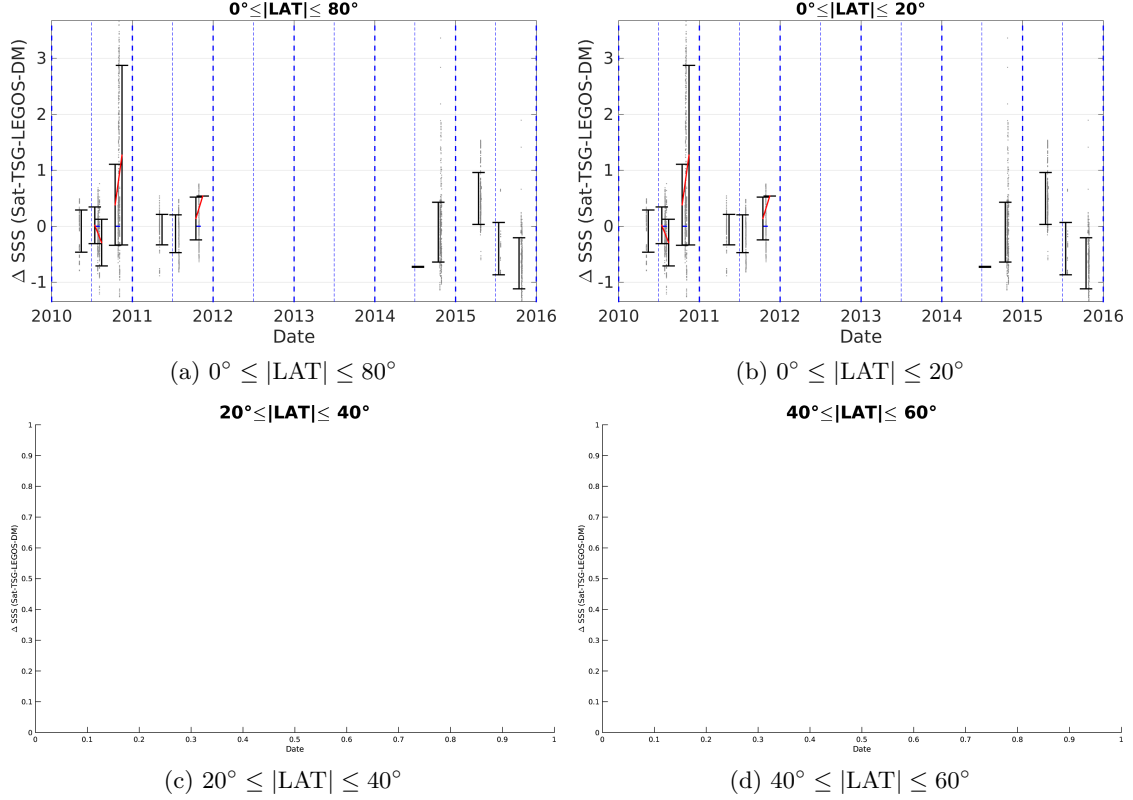 0°≤|LAT|≤ 80°
Δ SSS (Sat-TSG-LEGOS-DM)
3
2
1
0
-1
2010 2011 2012 2013 2014 2015 2016
Date
(a) 0° ≤ |LAT| ≤ 80°
0°≤|LAT|≤ 20°
Δ SSS (Sat-TSG-LEGOS-DM)
3
2
1
0
-1
2010 2011 2012 2013 2014 2015 2016
Date
(b) 0° ≤ |LAT| ≤ 20°
20°≤|LAT|≤ 40°
Δ SSS (Sat-TSG-LEGOS-DM)
1
0.9
0.8
0.7
0.6
0.5
0.4
0.3
0.2
0.1
0
0 0.1 0.2 0.3 0.4 0.5 0.6 0.7 0.8 0.9 1
Date
(c) 20° ≤ |LAT| ≤ 40°
40°≤|LAT|≤ 60°
Δ SSS (Sat-TSG-LEGOS-DM)
1
0.9
0.8
0.7
0.6
0.5
0.4
0.3
0.2
0.1
0
0 0.1 0.2 0.3 0.4 0.5 0.6 0.7 0.8 0.9 1
Date
(d) 40° ≤ |LAT| ≤ 60°